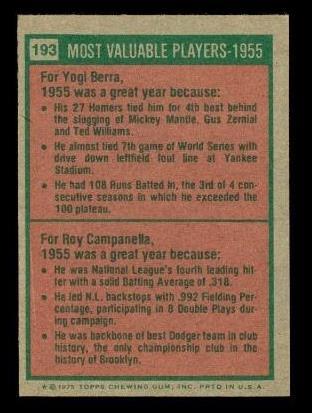 193 MOST VALUABLE PLAYERS-1955
For Yogi Berra,
1955 was a great year because:
• His 27 Homers tied him for 4th best behind
the slugging of Mickey Mantle, Gus Zernial
and Ted Williams.
• He almost tied 7th game of World Series with
drive down leftfield foul line at Yankee
Stadium.
• He had 108 Runs Batted In, the 3rd of 4 con-
secutive seasons in which he exceeded the
100 plateau.
For Roy Campanella,
1955 was a great year because:
• He was National League's fourth leading hit-
ter with a solid Batting Average of .318.
• He led N.L. backstops with .992 Fielding Per-
centage, participating in 8 Double Plays dur-
ing campaign.
• He was backbone of best Dodger team in club
history, the only championship club in the
history of Brooklyn.
★ © 1975 TOPPS CHEWING GUM, INC. PRTD IN U.S.A.